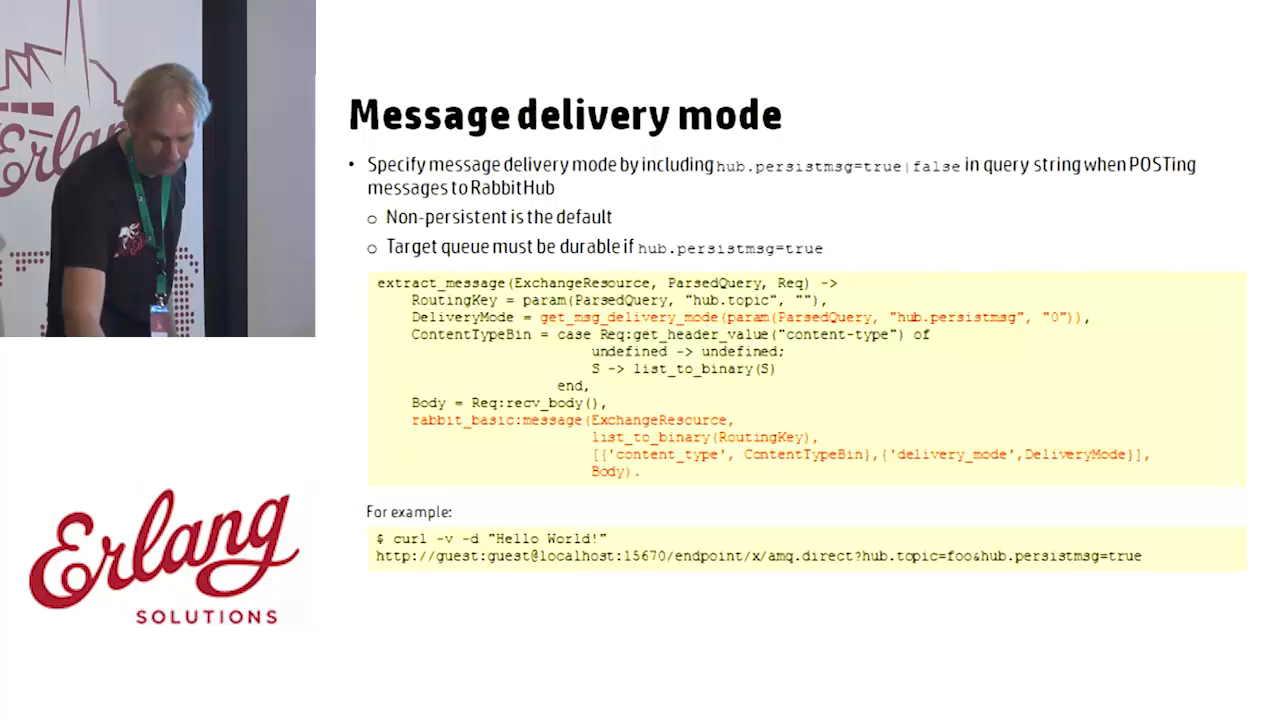 Erlang
Message delivery mode
• Specify message delivery mode by including hub.persistmsg=true|false in query string when POSTing
messages to RabbitHub
o Non-persistent is the default
o Target queue must be durable if hub.persistmsg=true
extract_message(ExchangeResource, ParsedQuery, Req) ->
RoutingKey = param(ParsedQuery, "hub.topic", ""),
DeliveryMode = get_msg_delivery_mode(param(ParsedQuery, "hub.persistmsg", "0")),
ContentTypeBin = case Req:get_header_value("content-type") of
undefined -> undefined;
S -> list_to_binary(S)
end,
Body = Req:recv_body(),
rabbit_basic:message(ExchangeResource,
list_to_binary(RoutingKey),
[{'content_type', ContentTypeBin},{'delivery_mode',DeliveryMode}],
Body).
For example:
$ curl -v -d "Hello World!"
http://guest:guest@localhost:15670/endpoint/x/amq.direct?hub.topic=foo&hub.persistmsg=true
Erlang
SOLUTIONS